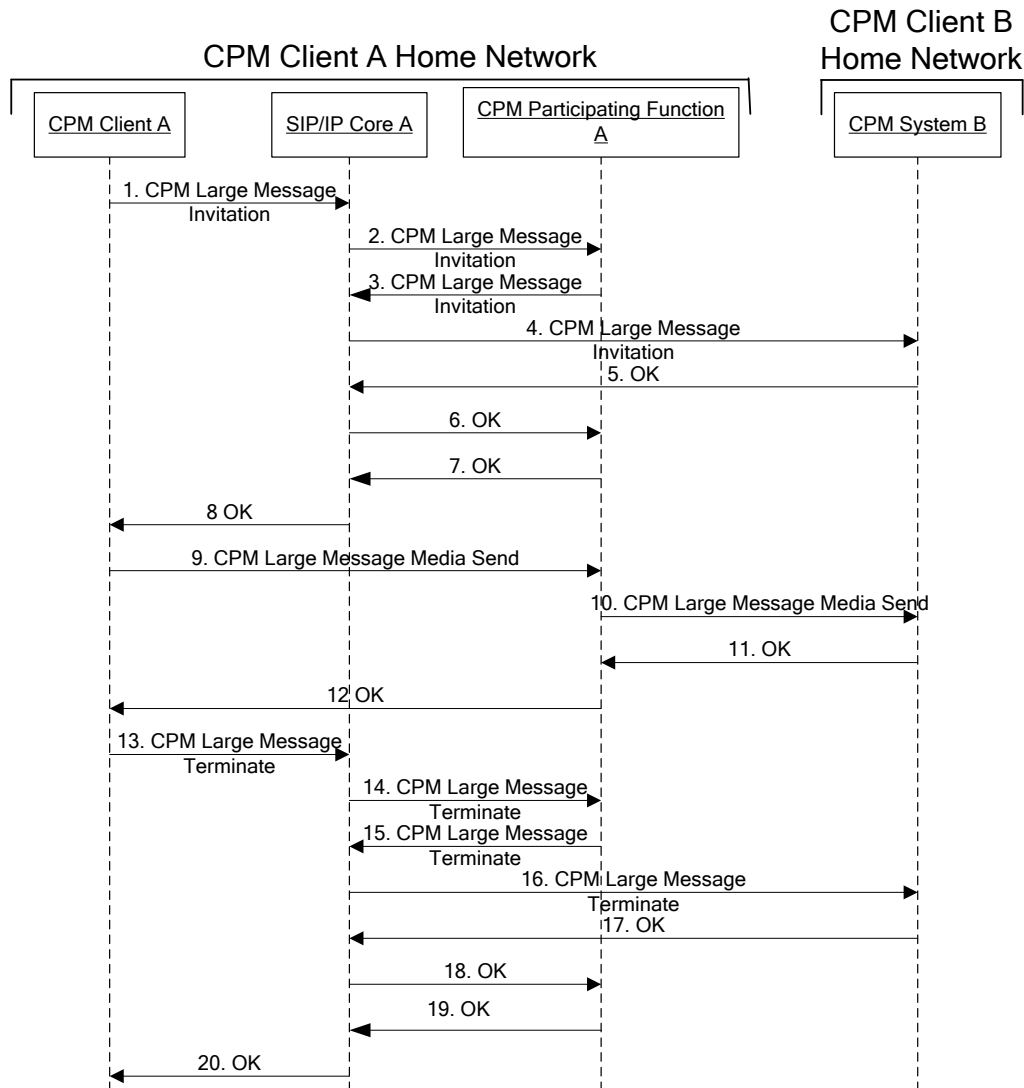 CPM Client B
Home Network
CPM Client A Home Network
CPM Client A
SIP/IP Core A
CPM Participating Function
A
CPM System B
1. CPM Large Message
Invitation
2. CPM Large Message
Invitation
3. CPM Large Message
Invitation
4. CPM Large Message
Invitation
5. OK
6. OK
7. OK
8 OK
9. CPM Large Message Media Send
10. CPM Large Message Media Send
11. OK
12 OK
13. CPM Large Message
Terminate
14. CPM Large Message
Terminate
15. CPM Large Message
Terminate
16. CPM Large Message
Terminate
17. OK
18. OK
19. OK
20. OK